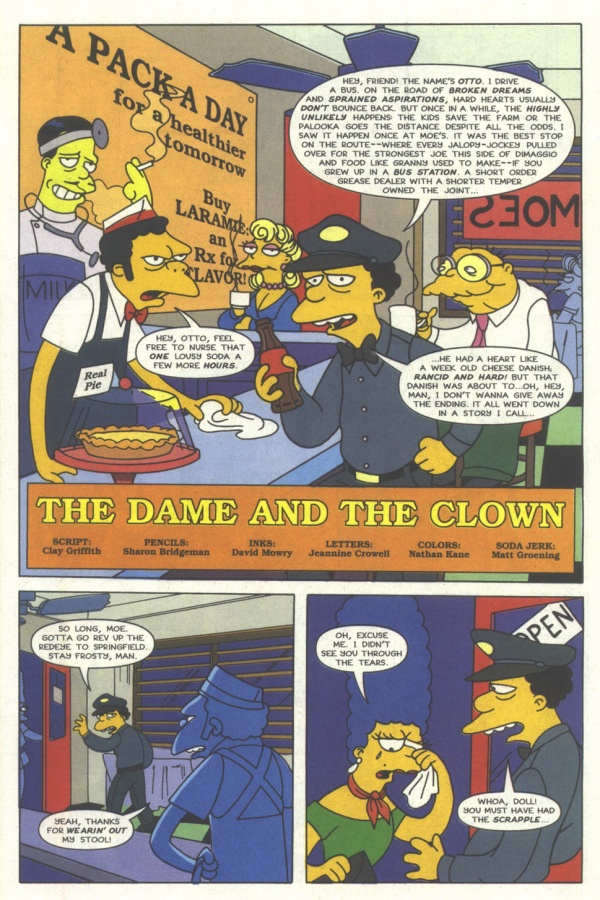 A PACK A DAY
for a healthier
tomorrow
Buy
LARAMIE:
an
Rx for
FLAVOR!
HEY, FRIEND! THE NAME'S OTTO. I DRIVE
A BUS. ON THE ROAD OF BROKEN DREAMS
AND SPRAINED ASPIRATIONS, HARD HEARTS USUALLY
DON'T BOUNCE BACK. BUT ONCE IN A WHILE, THE HIGHLY
UNLIKELY HAPPENS: THE KIDS SAVE THE FARM OR THE
PALOOKA GOES THE DISTANCE DESPITE ALL THE ODDS. I
SAW IT HAPPEN ONCE AT MOE'S. IT WAS THE BEST STOP
ON THE ROUTE--WHERE EVERY JALOPY-JOCKEY PULLED
OVER FOR THE STRONGEST JOE THIS SIDE OF DIMAGGIO
AND FOOD LIKE GRANNY USED TO MAKE--IF YOU
GREW UP IN A BUS STATION. A SHORT ORDER
GREASE DEALER WITH A SHORTER TEMPER
OWNED THE JOINT...
MOES
MILK
HEY, OTTO, FEEL
FREE TO NURSE THAT
ONE LOUSY SODA A
FEW MORE HOURS.
Real
Pie
...HE HAD A HEART LIKE
A WEEK OLD CHEESE DANISH;
RANCID AND HARD! BUT THAT
DANISH WAS ABOUT TO...OH, HEY,
MAN, I DON'T WANNA GIVE AWAY
THE ENDING. IT ALL WENT DOWN
IN A STORY I CALL...
THE DAME AND THE CLOWN
SCRIPT:
Clay Griffith
PENCILS:
Sharon Bridgeman
INKS:
David Mowry
LETTERS:
Jeannine Crowell
COLORS:
Nathan Kane
SODA JERK:
Matt Groening
SO LONG, MOE.
GOTTA GO REV UP THE
REDEYE TO SPRINGFIELD.
STAY FROSTY, MAN.
YEAH, THANKS
FOR WEARIN' OUT
MY STOOL!
OH, EXCUSE
ME. I DIDN'T
SEE YOU THROUGH
THE TEARS.
OPEN
WHOA, DOLL!
YOU MUST HAVE HAD
THE SCRAPPLE...